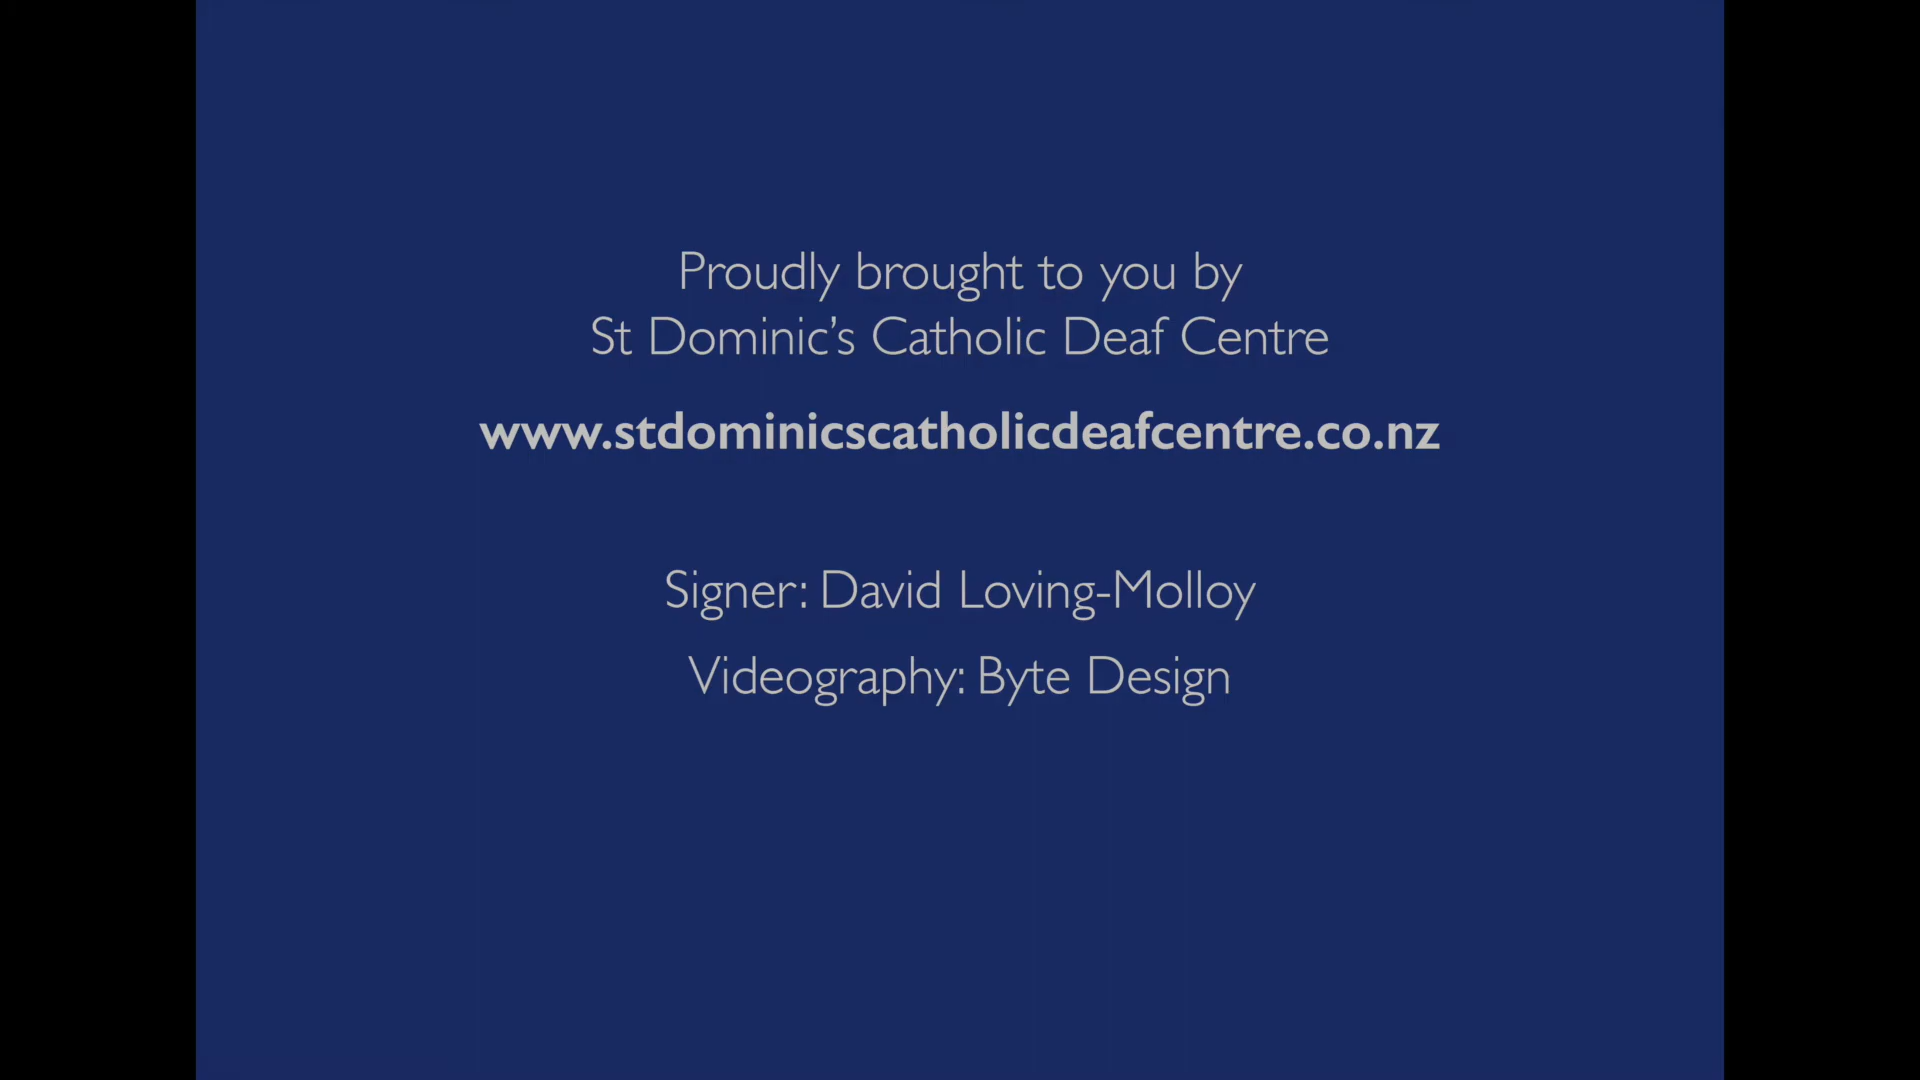 Proudly brought to you by
St Dominic’s Catholic Deaf Centre
www.stdominicscatholicdeafcentre.co.nz
Signer: David Loving-Molloy
Videography: Byte Design